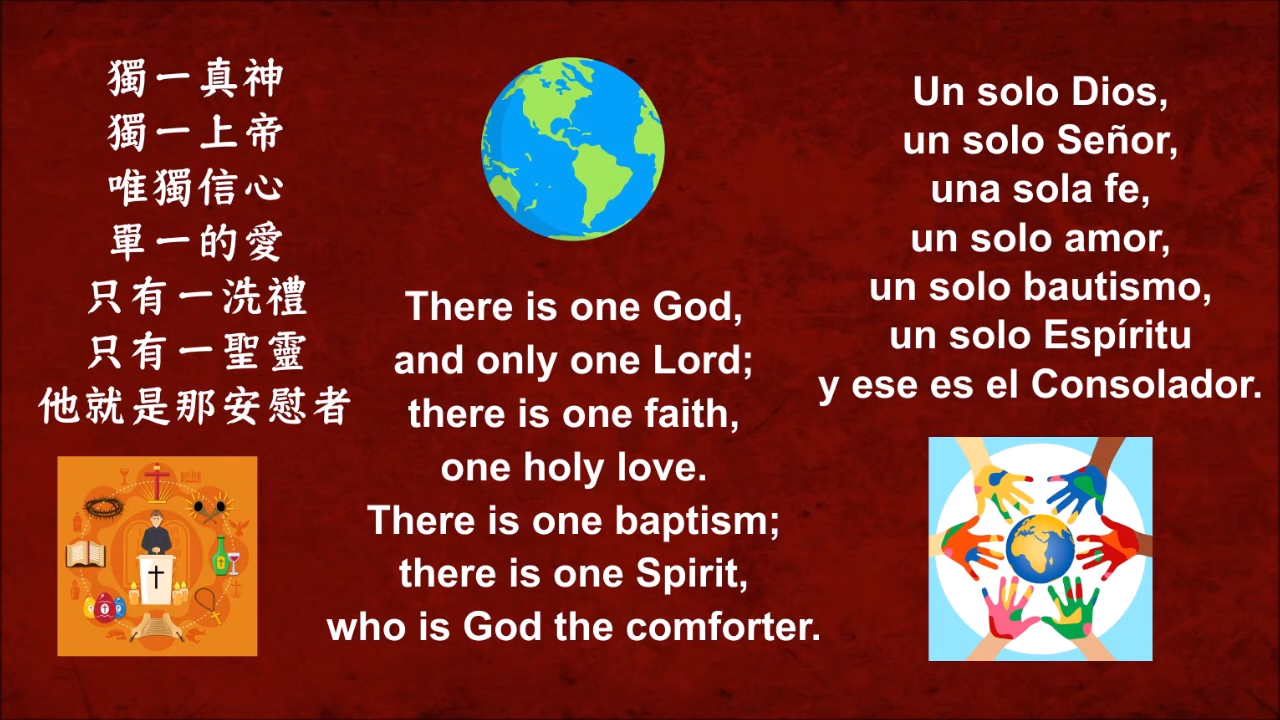 獨一真神
獨一上帝
唯獨信心
單一的愛
只有一洗禮
只有一聖靈
他就是那安慰者
There is one God,
and only one Lord;
there is one faith,
one holy love.
There is one baptism;
there is one Spirit,
who is God the comforter.
Un solo Dios,
un solo Señor,
una sola fe,
un solo amor,
un solo bautismo,
un solo Espíritu
y ese es el Consolador.